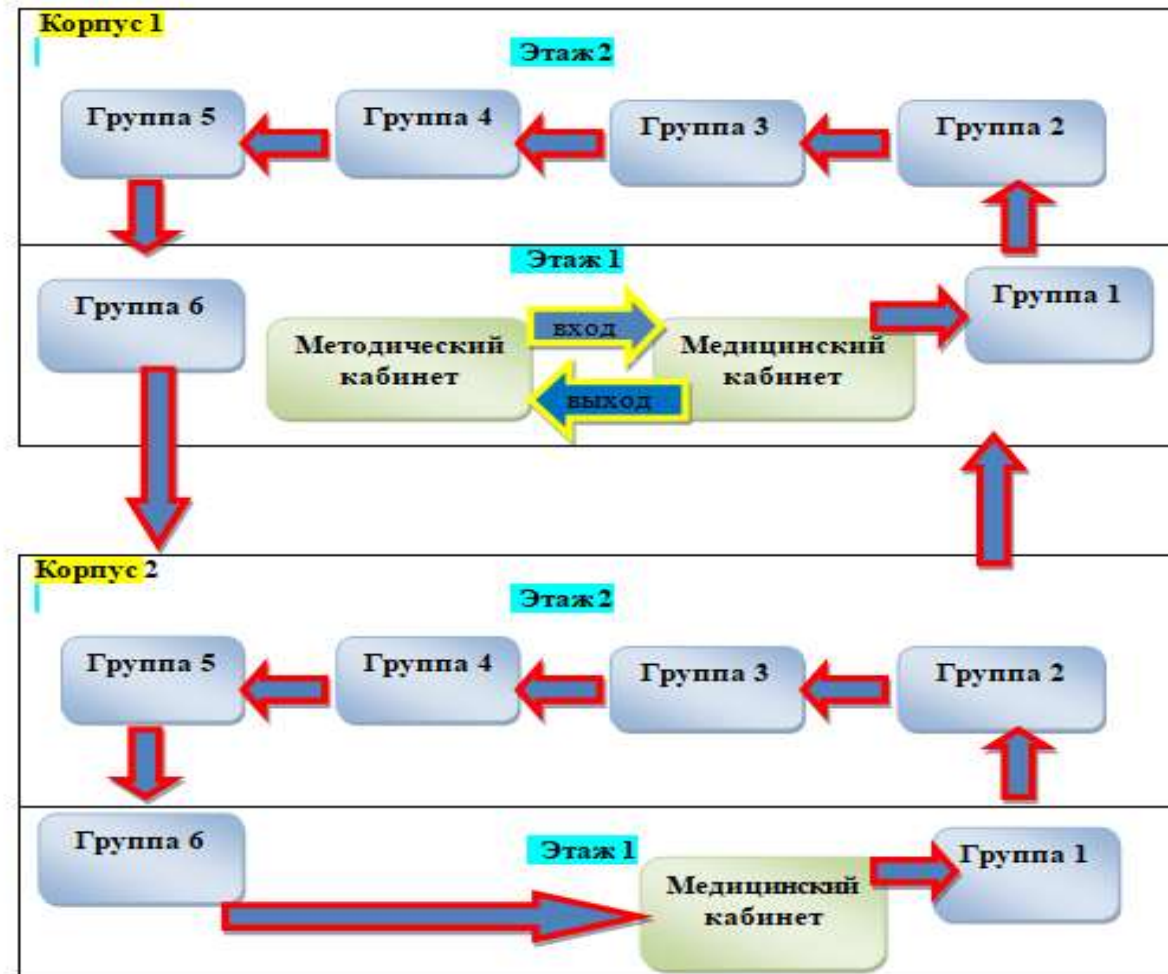 Корпус 1
Этаж 2
Группа 5
Группа 4
Группа 3
Группа 2
Этаж 1
Группа 6
Группа 1
вход
Методический
кабинет
Медицинский
кабинет
выход
Корпус 2
Этаж 2
Группа 5
Группа 4
Группа 3
Группа 2
Группа 6
Этаж 1
Группа 1
Медицинский
кабинет